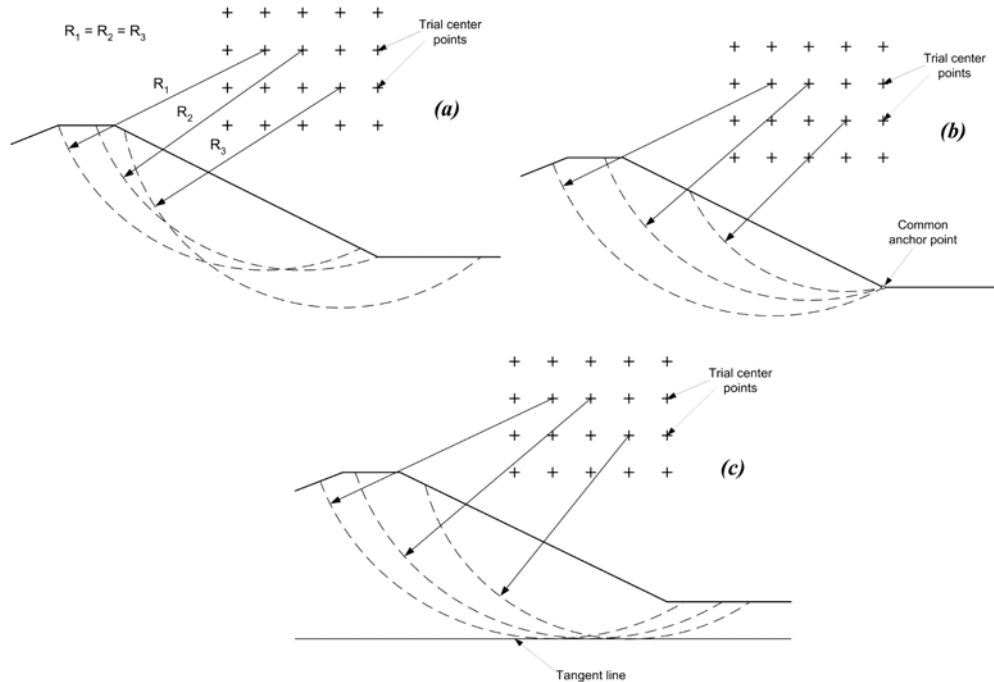 R1 = R2 = R3
Trial center
points
R1
R2
R3
(a)
Trial center
points
(b)
Common
anchor point
Trial center
points
(c)
Tangent line